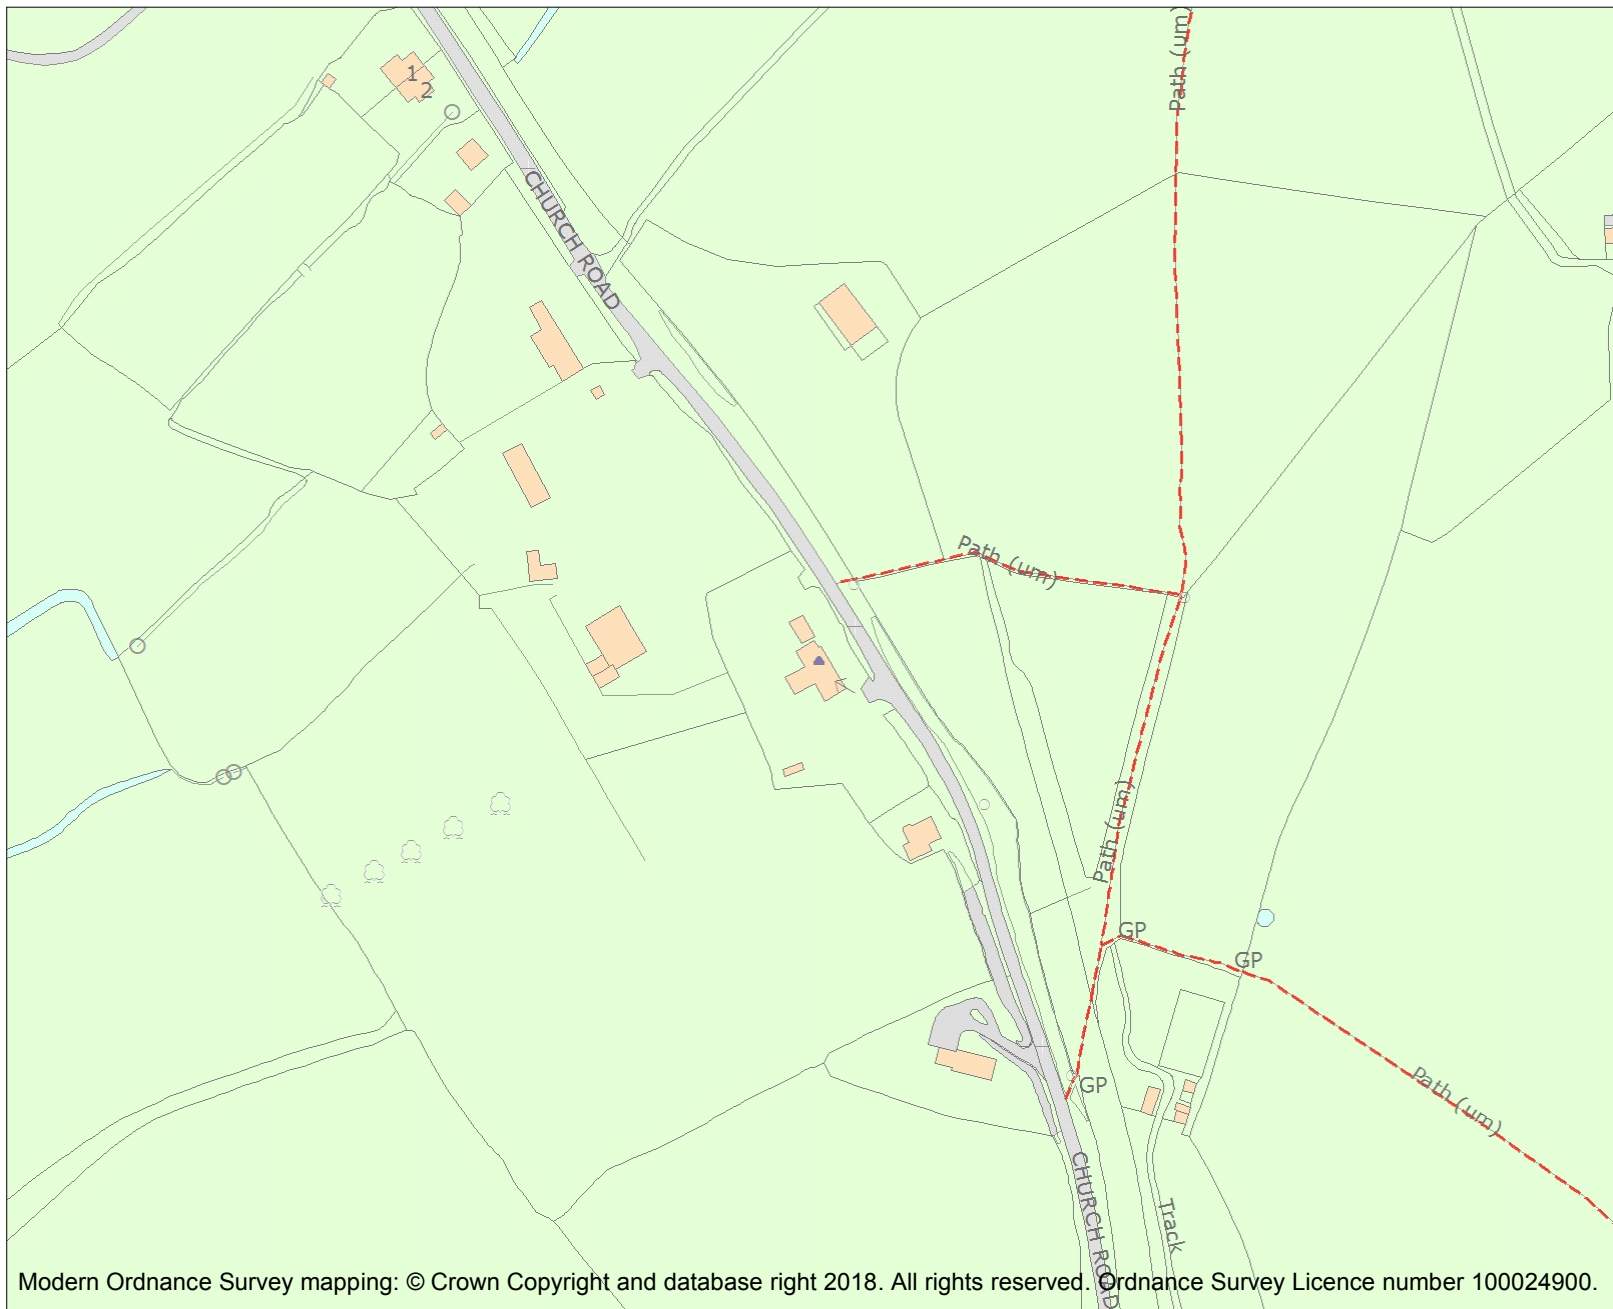 Path (um)
1
2
CHURCH ROAD
Path (um)
Path (um)
GP
GP
GP
Path (um)
CHURCH ROAD
Track
Modern Ordnance Survey mapping: © Crown Copyright and database right 2018. All rights reserved. Ordnance Survey Licence number 100024900.